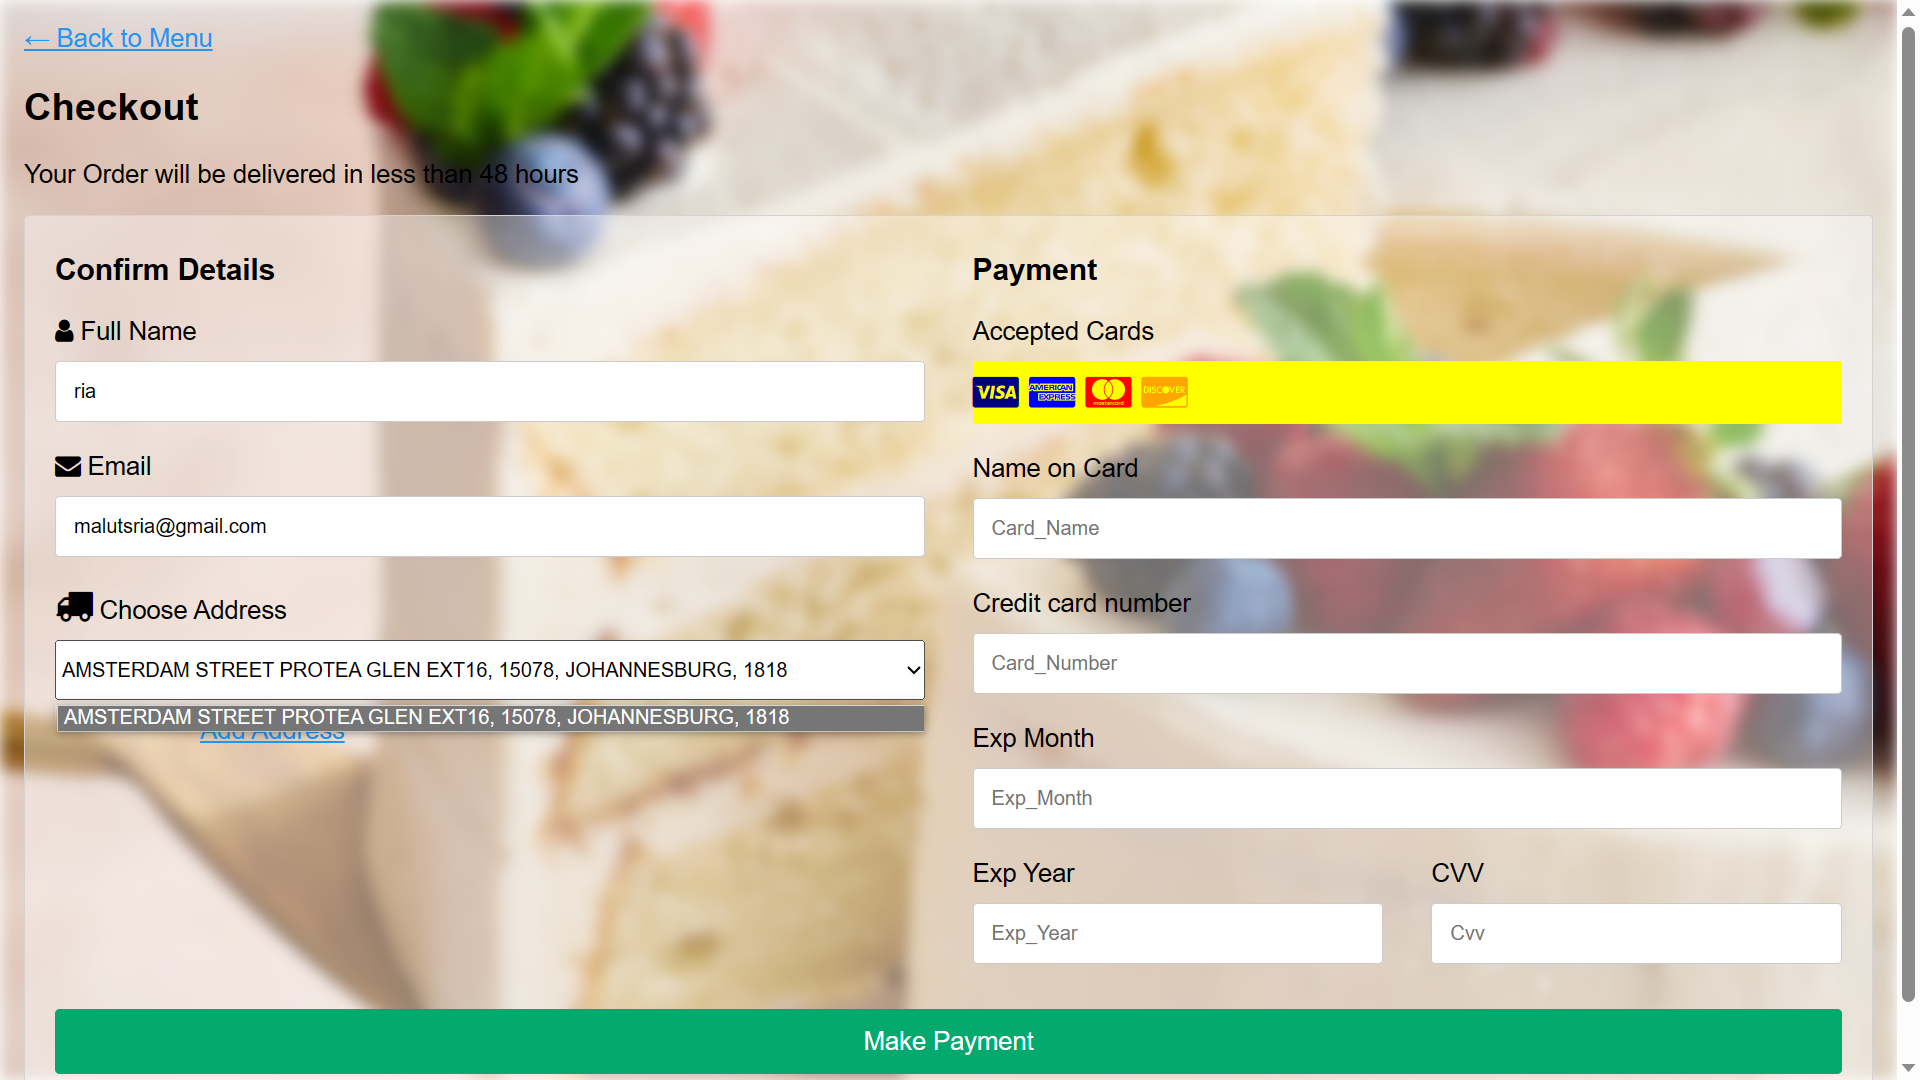 ← Back to Menu
Checkout
Your Order will be delivered in less than 48 hours
Confirm Details
Full Name
ria
Email
malutsria@gmail.com
Choose Address
AMSTERDAM STREET PROTEA GLEN EXT16, 15078, JOHANNESBURG, 1818
AMSTERDAM STREET PROTEA GLEN EXT16, 15078, JOHANNESBURG, 1818
Add Address
Payment
Accepted Cards
VISA AMERICAN EXPRESS mastercard DISCOVER
Name on Card
Card_Name
Credit card number
Card_Number
Exp Month
Exp_Month
Exp Year
Exp_Year
CVV
Cvv
Make Payment